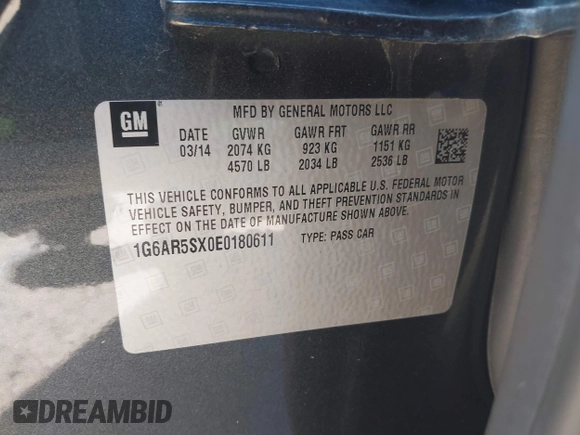 GM
MFD BY GENERAL MOTORS LLC
DATE GVWR GAWR FRT GAWR RR
03/14 2074 KG 923 KG 1151 KG
4570 LB 2034 LB 2536 LB
THIS VEHICLE CONFORMS TO ALL APPLICABLE U.S. FEDERAL MOTOR
VEHICLE SAFETY, BUMPER, AND THEFT PREVENTION STANDARDS IN
EFFECT ON THE DATE OF MANUFACTURE SHOWN ABOVE.
1G6AR5SX0E0180611 TYPE: PASS CAR
DREAMBID